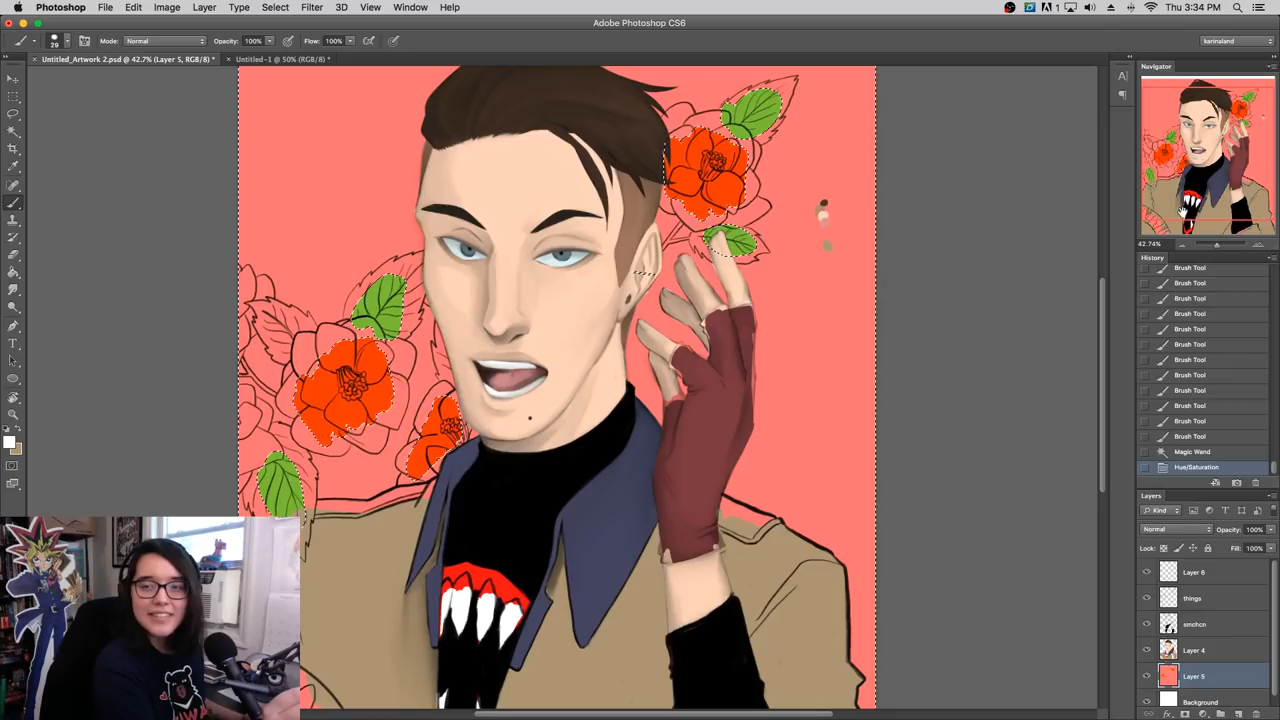 Photoshop File Edit Image Layer Type Select Filter 3D View Window Help
1 Thu 3:34 PM
Adobe Photoshop CS6
29 Mode: Normal Opacity: 100% Flow: 100% karinaland
Untitled_Artwork 2.psd @ 42.7% (Layer 5, RGB/8) * Untitled-1 @ 50% (RGB/8) *
Navigator
42.74%
History
Brush Tool
Brush Tool
Brush Tool
Brush Tool
Brush Tool
Brush Tool
Brush Tool
Brush Tool
Brush Tool
Brush Tool
Brush Tool
Brush Tool
Magic Wand
Hue/Saturation
Layers
Kind
Normal Opacity: 100%
Lock: Fill: 100%
Layer 6
things
smchcn
Layer 4
Layer 5
Background